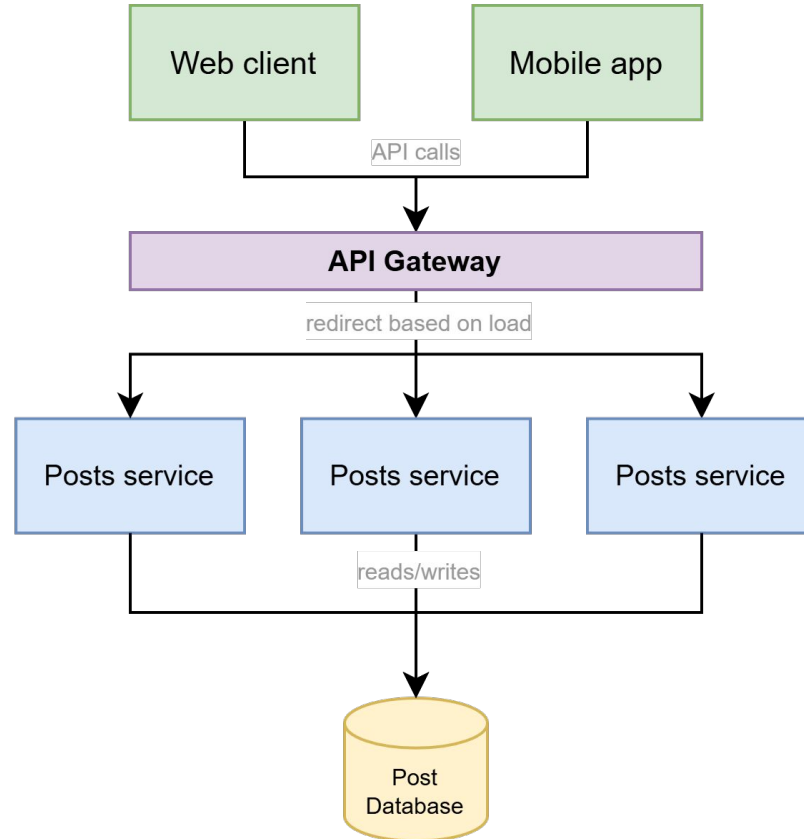 Web client
Mobile app
API calls
API Gateway
redirect based on load
Posts service
Posts service
Posts service
reads/writes
Post
Database